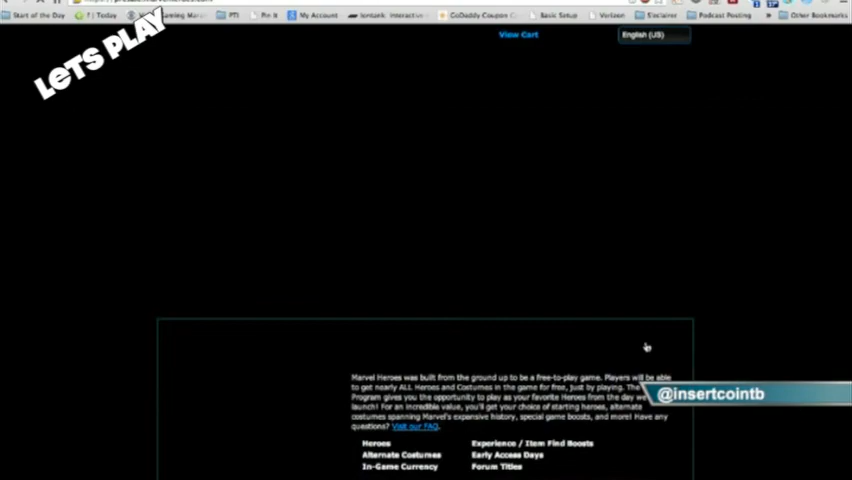 Start of the Day
Today
PTI
Pin It
My Account
GoDaddy Coupon
Basic Setup
Verizon
Podcast Posting
Other Bookmarks
LETS PLAY
View Cart
English (US)
Marvel Heroes was built from the ground up to be a free-to-play game. Players will be able
to get nearly ALL Heroes and Costumes in the game for free, just by playing. The
Program gives you the opportunity to play as your favorite Heroes from the day we
launch! For an incredible value, you'll get your choice of starting heroes, alternate
costumes spanning Marvel's expansive history, special game boosts, and more! Have any
questions? Visit our FAQ.
@insertcointb
Heroes
Experience / Item Find Boosts
Alternate Costumes
Early Access Days
In-Game Currency
Forum Titles